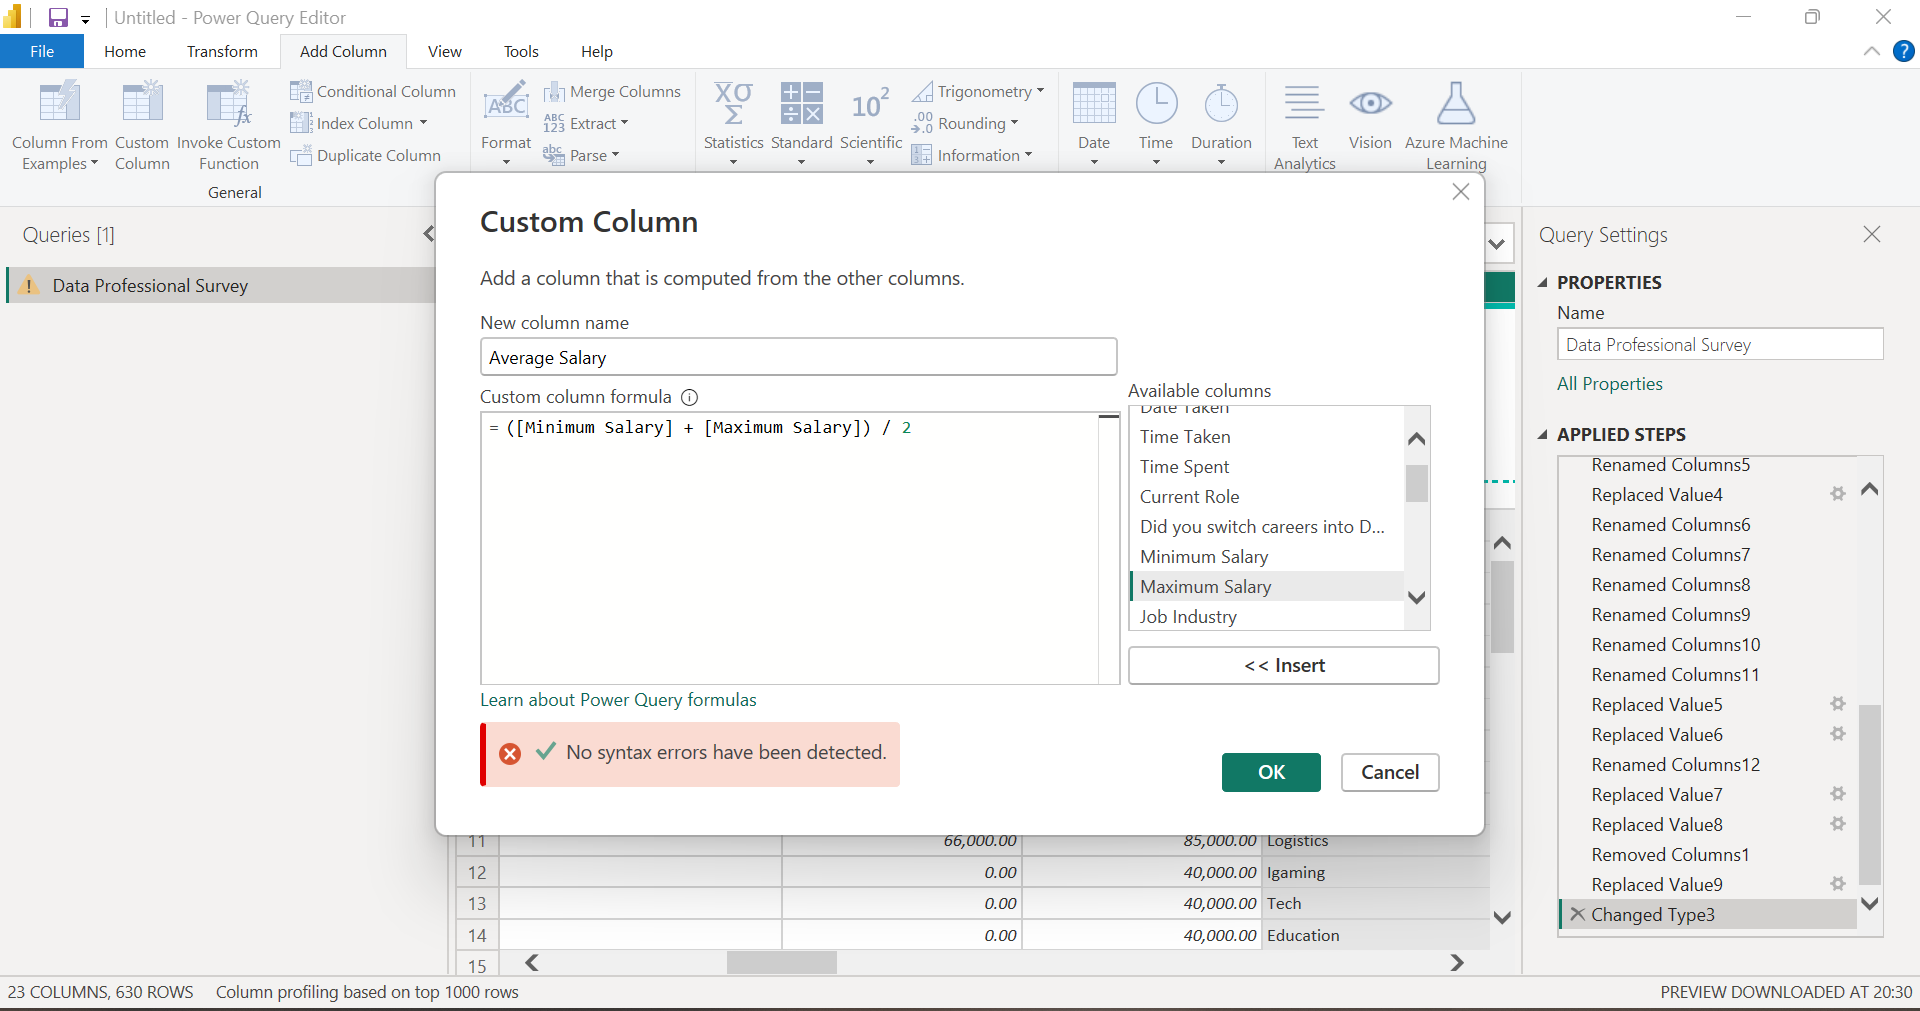 Untitled - Power Query Editor
File Home Transform Add Column View Tools Help
Column From Examples
Custom Column
Invoke Custom Function
Conditional Column
Index Column
Duplicate Column
General
ABC
Format
Merge Columns
ABC 123 Extract
abc Parse
Xσ Σ
Statistics
Standard
10²
Scientific
Trigonometry
.00 →.0 Rounding
Information
Date
Time
Duration
Text Analytics
Vision
Azure Machine Learning
Queries [1]
Data Professional Survey
Custom Column
Add a column that is computed from the other columns.
New column name
Average Salary
Custom column formula
= ([Minimum Salary] + [Maximum Salary]) / 2
Available columns
Date Taken
Time Taken
Time Spent
Current Role
Did you switch careers into D...
Minimum Salary
Maximum Salary
Job Industry
<< Insert
Learn about Power Query formulas
No syntax errors have been detected.
OK
Cancel
11 66,000.00 85,000.00 Logistics
12 0.00 40,000.00 Igaming
13 0.00 40,000.00 Tech
14 0.00 40,000.00 Education
15
Query Settings
PROPERTIES
Name
Data Professional Survey
All Properties
APPLIED STEPS
Renamed Columns5
Replaced Value4
Renamed Columns6
Renamed Columns7
Renamed Columns8
Renamed Columns9
Renamed Columns10
Renamed Columns11
Replaced Value5
Replaced Value6
Renamed Columns12
Replaced Value7
Replaced Value8
Removed Columns1
Replaced Value9
Changed Type3
23 COLUMNS, 630 ROWS Column profiling based on top 1000 rows
PREVIEW DOWNLOADED AT 20:30